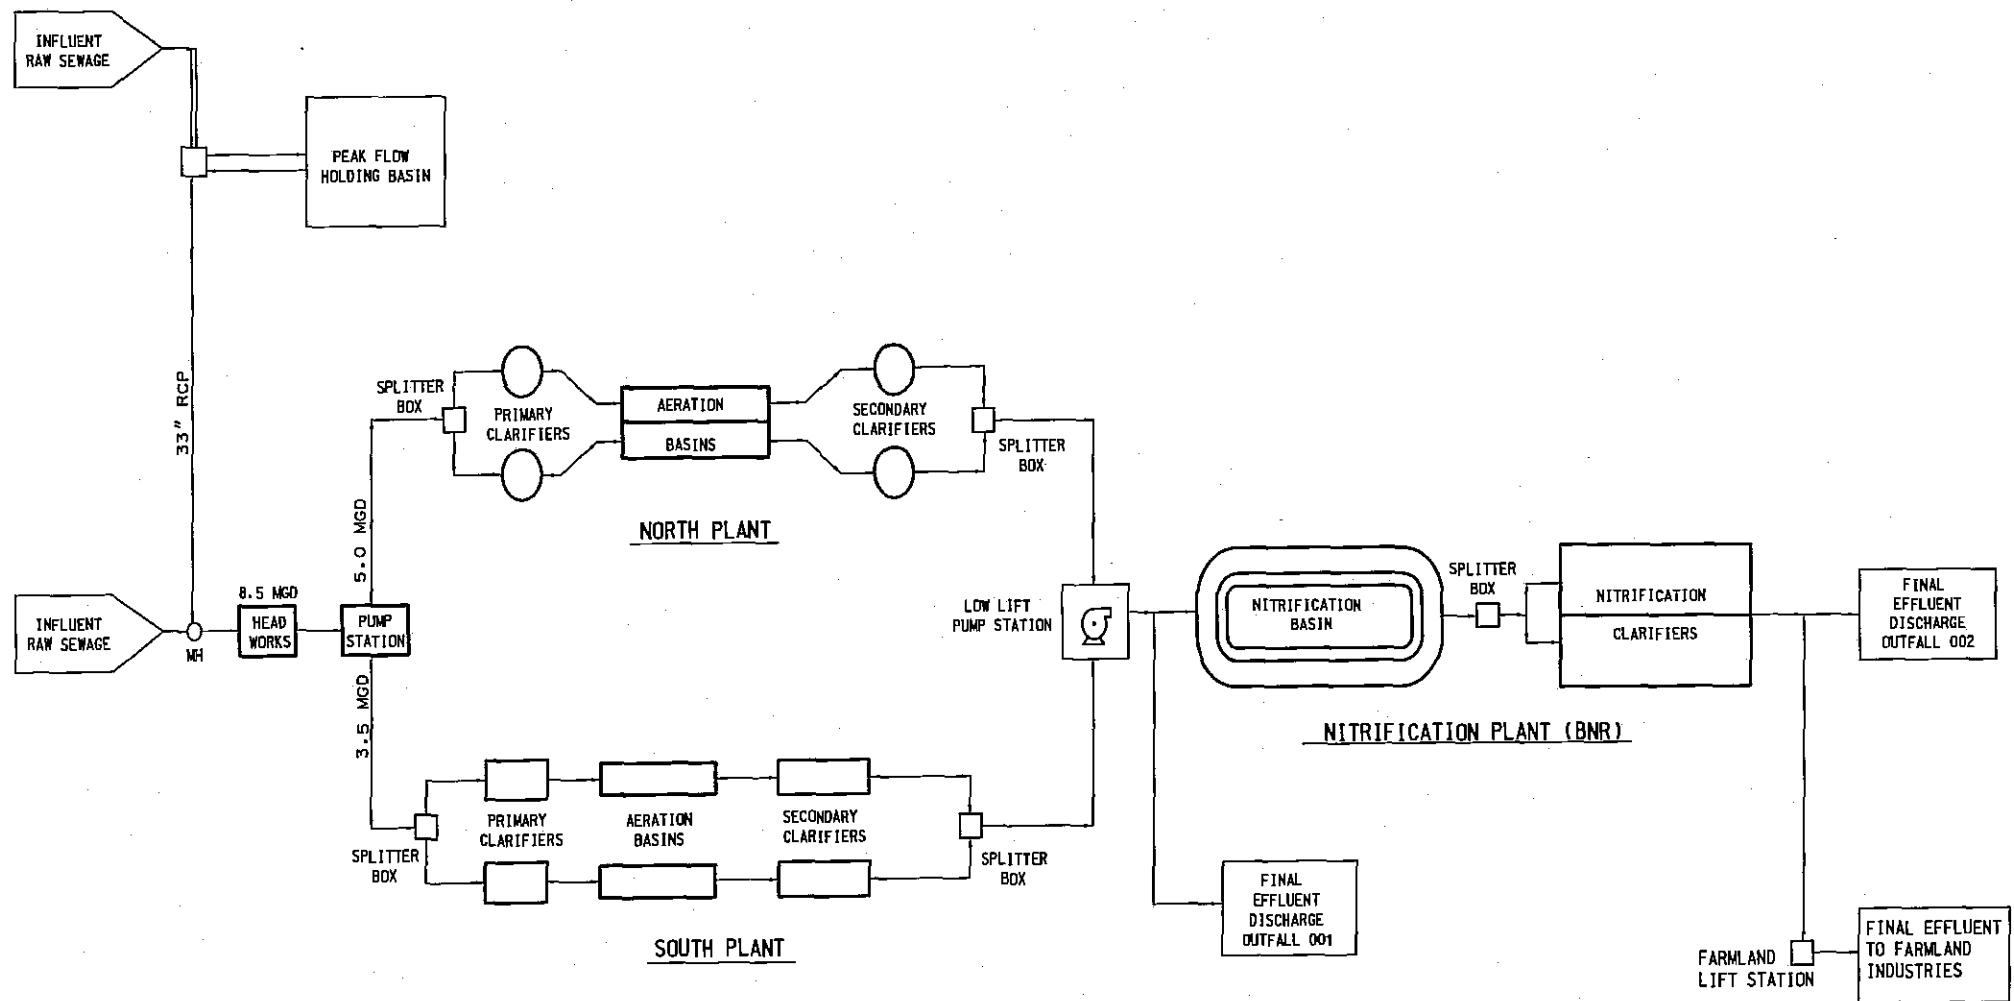 INFLUENT
RAW SEWAGE
PEAK FLOW
HOLDING BASIN
33" RCP
INFLUENT
RAW SEWAGE
MH
8.5 MGD
HEAD
WORKS
PUMP
STATION
5.0 MGD
3.5 MGD
SPLITTER
BOX
PRIMARY
CLARIFIERS
AERATION
BASINS
SECONDARY
CLARIFIERS
SPLITTER
BOX
NORTH PLANT
SPLITTER
BOX
PRIMARY
CLARIFIERS
AERATION
BASINS
SECONDARY
CLARIFIERS
SPLITTER
BOX
SOUTH PLANT
LOW LIFT
PUMP STATION
NITRIFICATION
BASIN
SPLITTER
BOX
NITRIFICATION
CLARIFIERS
NITRIFICATION PLANT (BNR)
FINAL
EFFLUENT
DISCHARGE
OUTFALL 002
FINAL
EFFLUENT
DISCHARGE
OUTFALL 001
FARMLAND
LIFT STATION
FINAL EFFLUENT
TO FARMLAND
INDUSTRIES